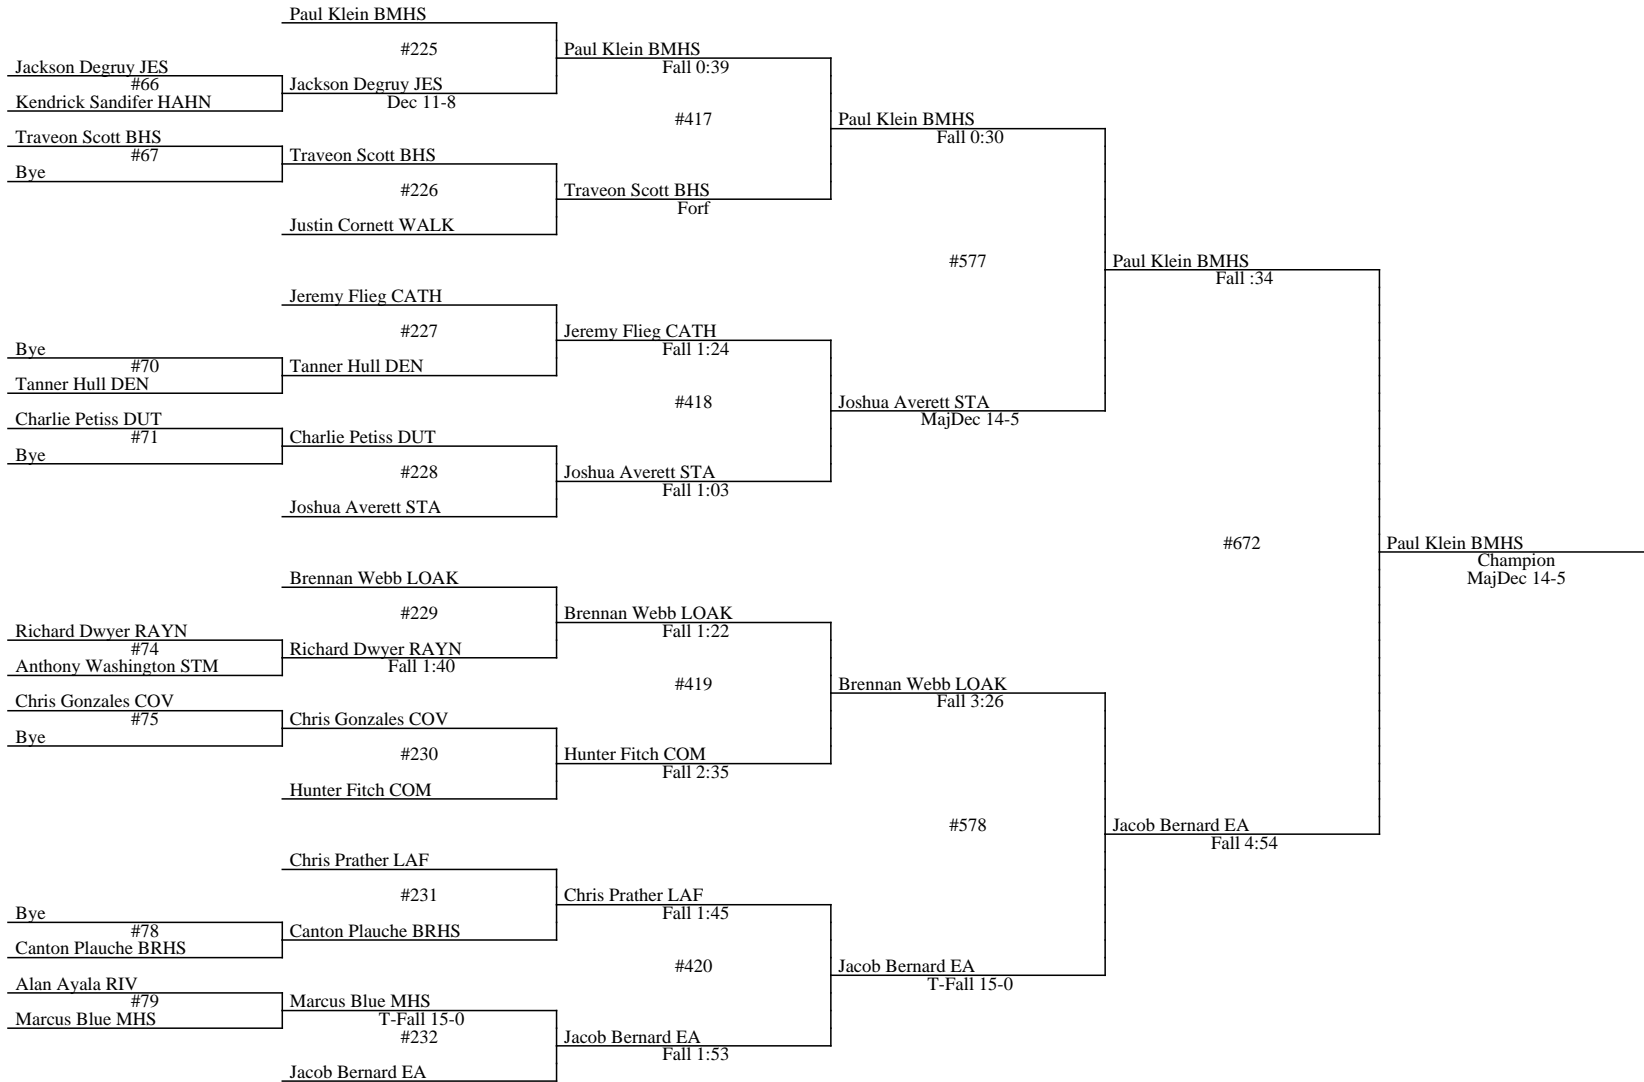 Paul Klein BMHS
#225
Paul Klein BMHS
Fall 0:39
Jackson Degruy JES
#66
Jackson Degruy JES
Dec 11-8
Kendrick Sandifer HAHN
#417
Paul Klein BMHS
Fall 0:30
Traveon Scott BHS
#67
Traveon Scott BHS
Bye
#226
Traveon Scott BHS
Forf
Justin Cornett WALK
#577
Paul Klein BMHS
Fall :34
Jeremy Flieg CATH
#227
Jeremy Flieg CATH
Fall 1:24
Bye
#70
Tanner Hull DEN
Tanner Hull DEN
#418
Joshua Averett STA
MajDec 14-5
Charlie Petiss DUT
#71
Charlie Petiss DUT
Bye
#228
Joshua Averett STA
Fall 1:03
Joshua Averett STA
#672
Paul Klein BMHS
Champion
MajDec 14-5
Brennan Webb LOAK
#229
Brennan Webb LOAK
Fall 1:22
Richard Dwyer RAYN
#74
Richard Dwyer RAYN
Fall 1:40
Anthony Washington STM
#419
Brennan Webb LOAK
Fall 3:26
Chris Gonzales COV
#75
Chris Gonzales COV
Bye
#230
Hunter Fitch COM
Fall 2:35
Hunter Fitch COM
#578
Jacob Bernard EA
Fall 4:54
Chris Prather LAF
#231
Chris Prather LAF
Fall 1:45
Bye
#78
Canton Plauche BRHS
Canton Plauche BRHS
#420
Jacob Bernard EA
T-Fall 15-0
Alan Ayala RIV
#79
Marcus Blue MHS
T-Fall 15-0
Marcus Blue MHS
#232
Jacob Bernard EA
Fall 1:53
Jacob Bernard EA